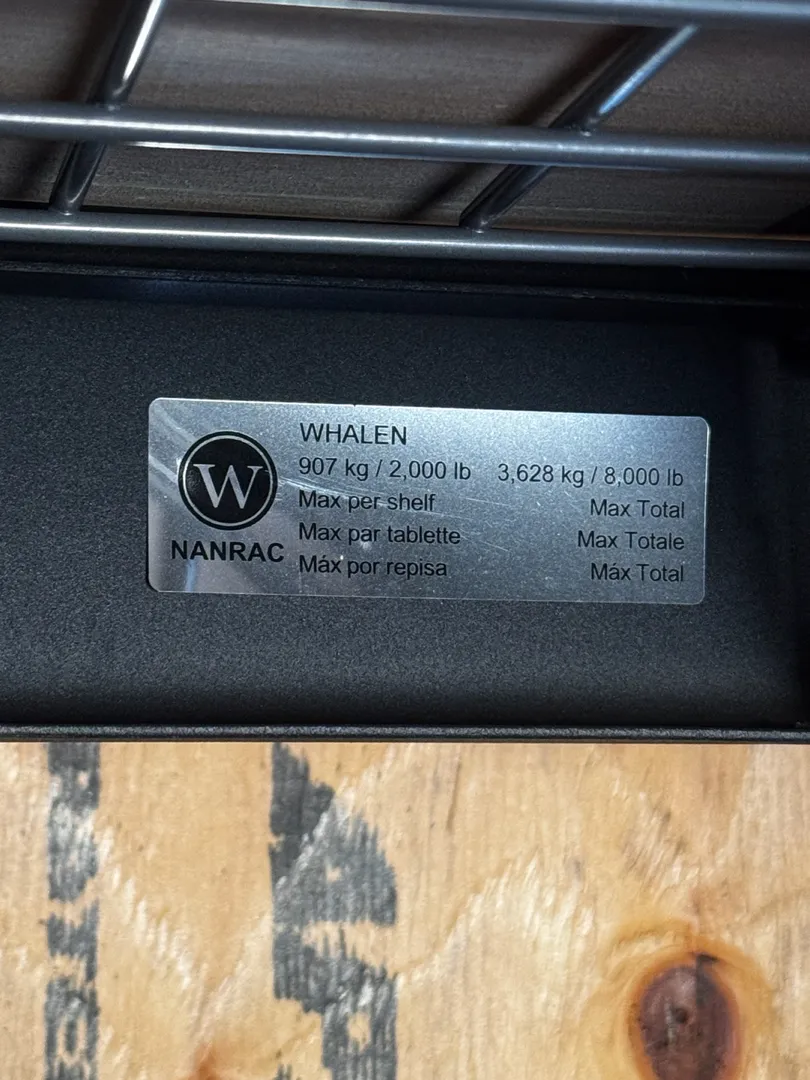 W
NANRAC
WHALEN
907 kg / 2,000 lb 3,628 kg / 8,000 lb
Max per shelf Max Total
Max par tablette Max Totale
Máx por repisa Máx Total